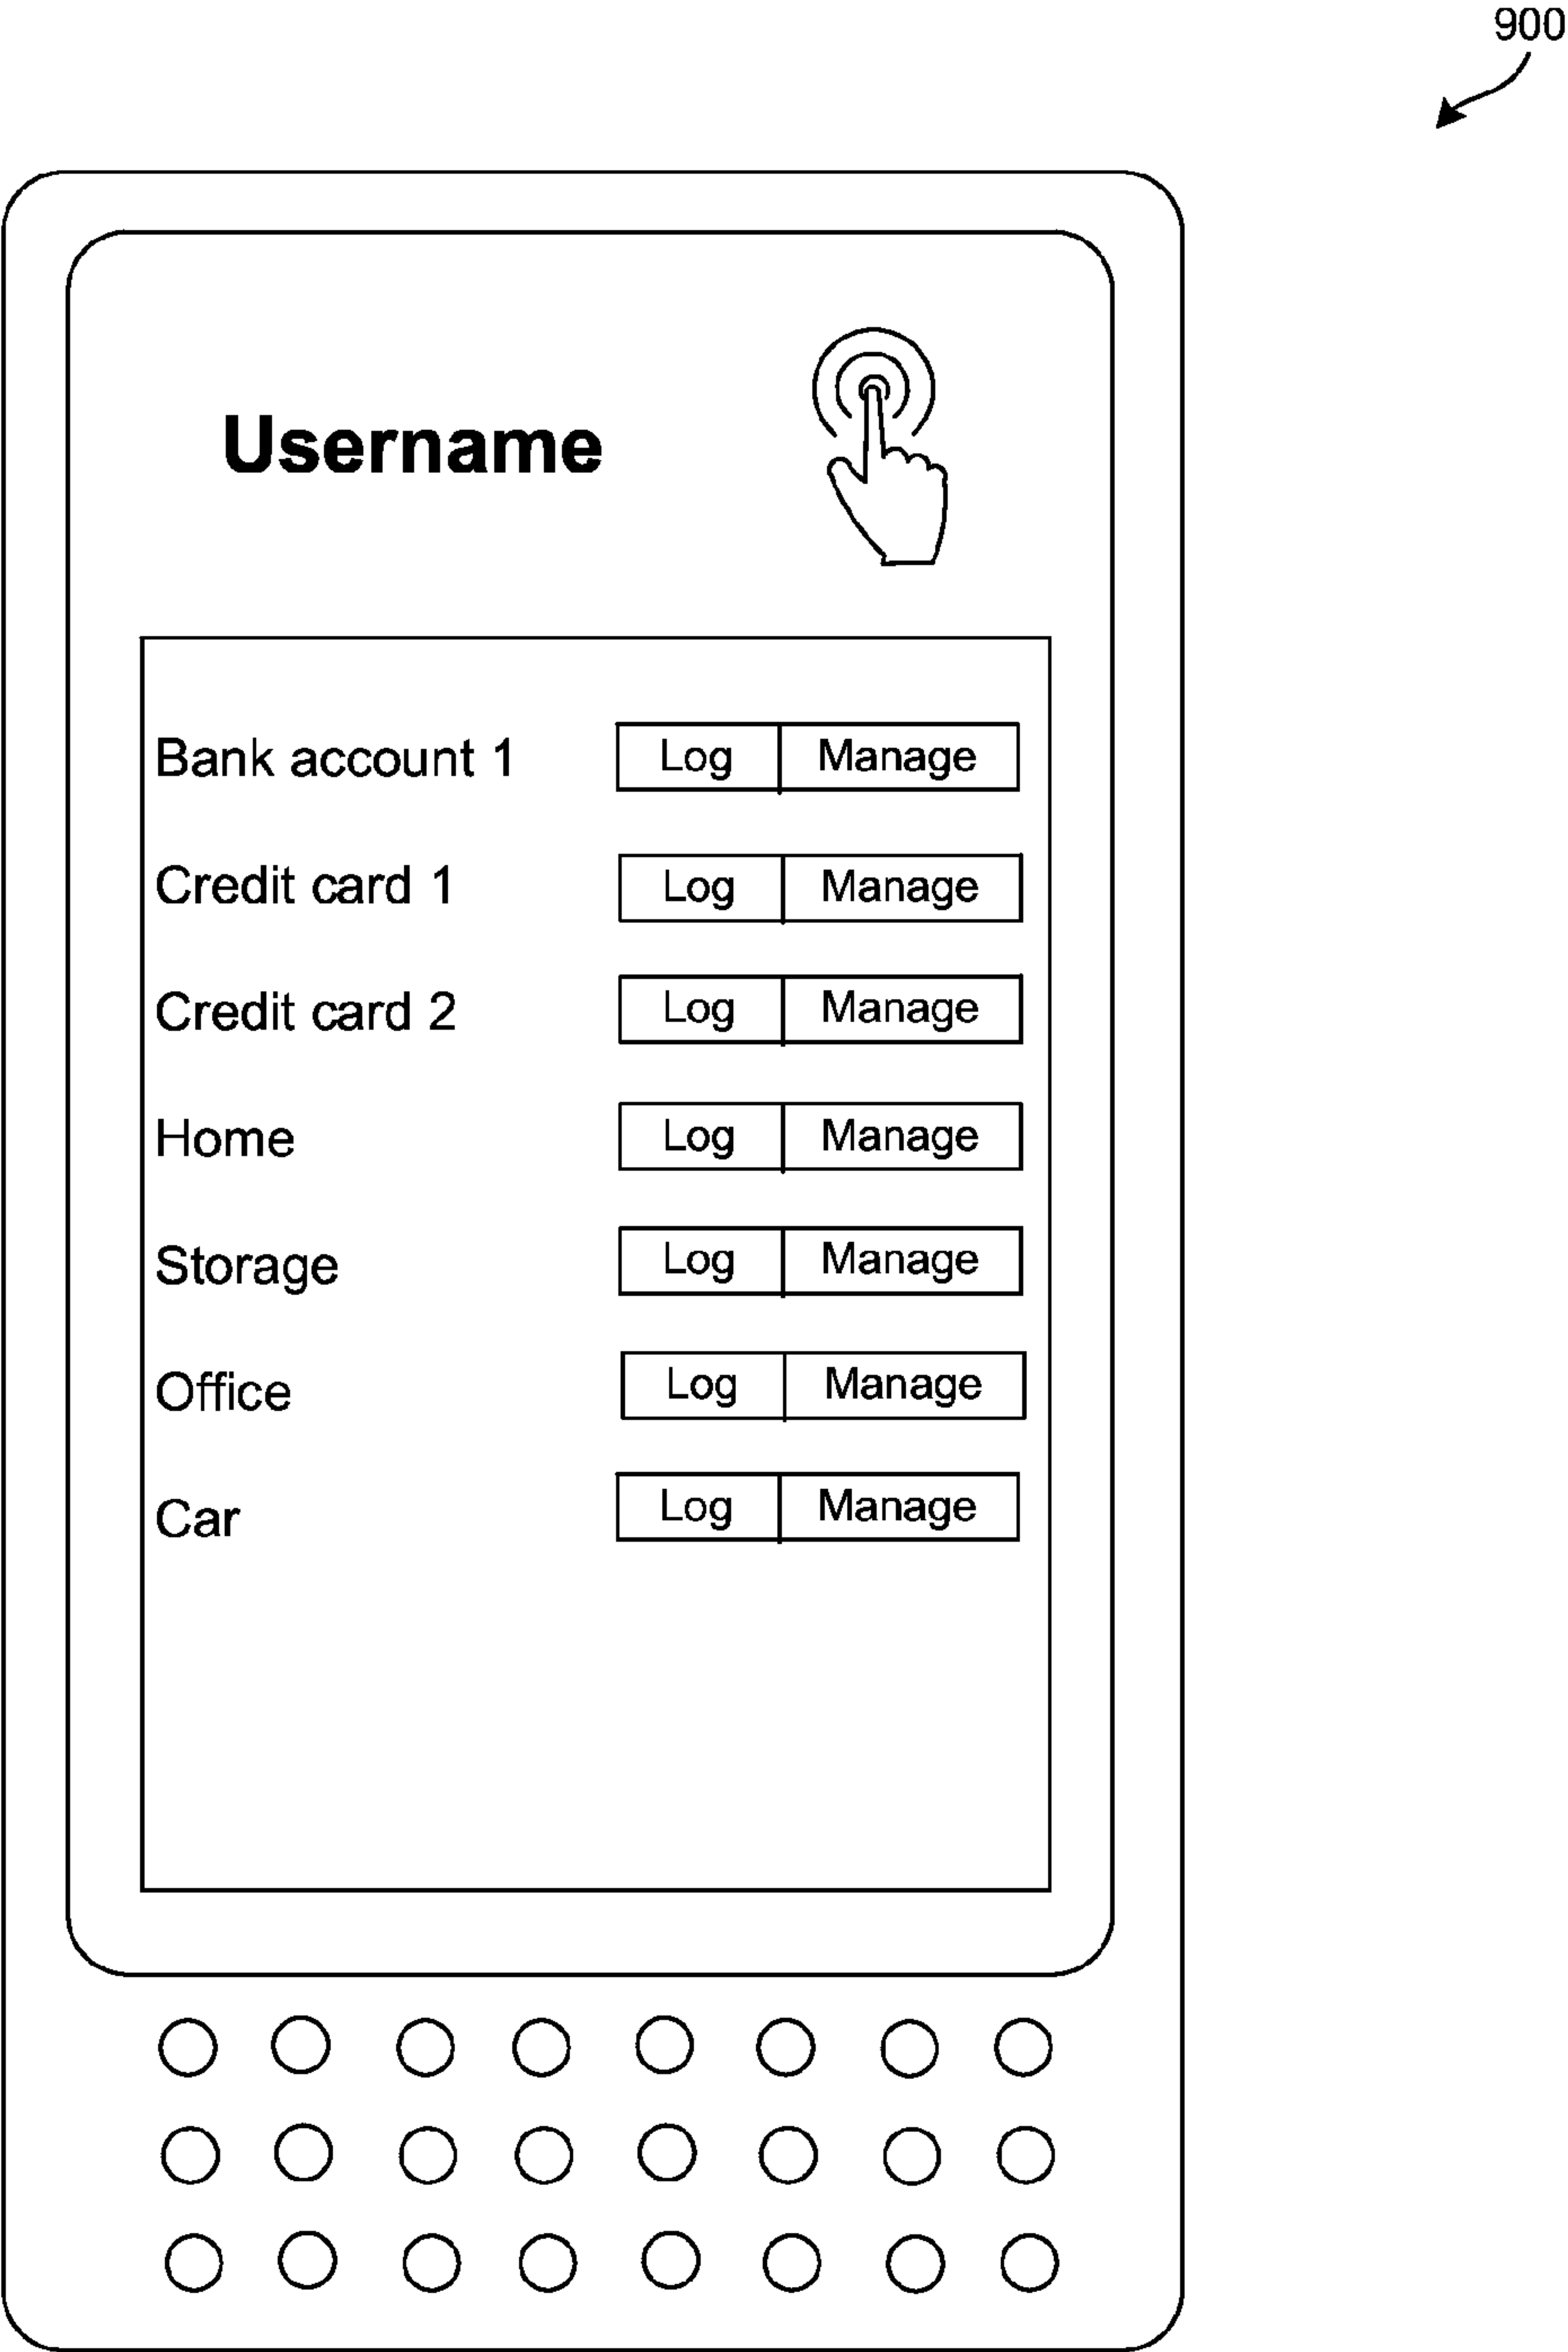 900
Username
Bank account 1 Log Manage
Credit card 1 Log Manage
Credit card 2 Log Manage
Home Log Manage
Storage Log Manage
Office Log Manage
Car Log Manage